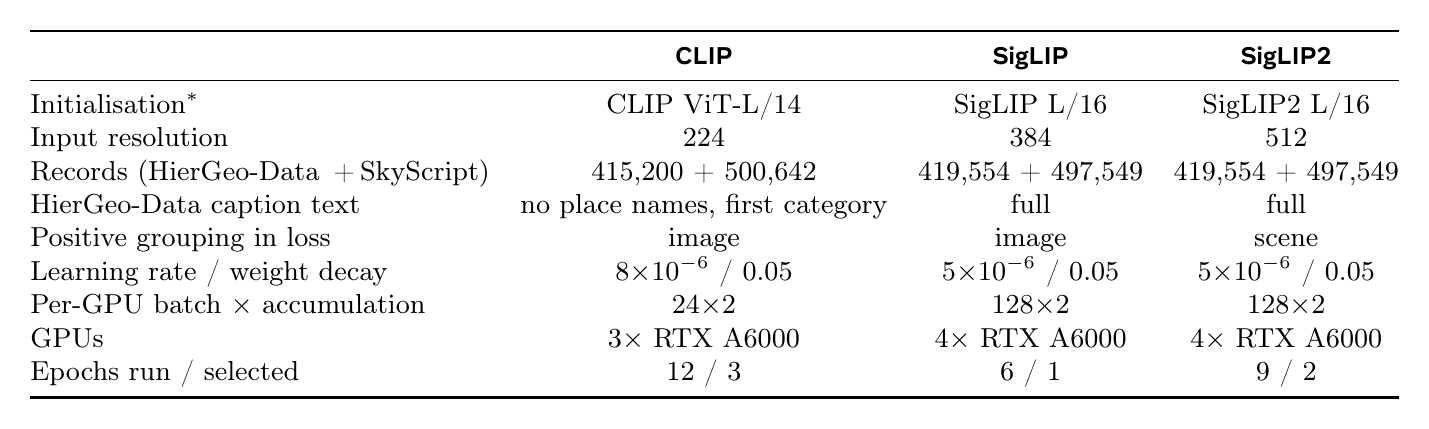 CLIP SigLIP SigLIP2
Initialisation* CLIP ViT-L/14 SigLIP L/16 SigLIP2 L/16
Input resolution 224 384 512
Records (HierGeo-Data + SkyScript) 415,200 + 500,642 419,554 + 497,549 419,554 + 497,549
HierGeo-Data caption text no place names, first category full full
Positive grouping in loss image image scene
Learning rate / weight decay 8×10⁻⁶ / 0.05 5×10⁻⁶ / 0.05 5×10⁻⁶ / 0.05
Per-GPU batch × accumulation 24×2 128×2 128×2
GPUs 3× RTX A6000 4× RTX A6000 4× RTX A6000
Epochs run / selected 12 / 3 6 / 1 9 / 2